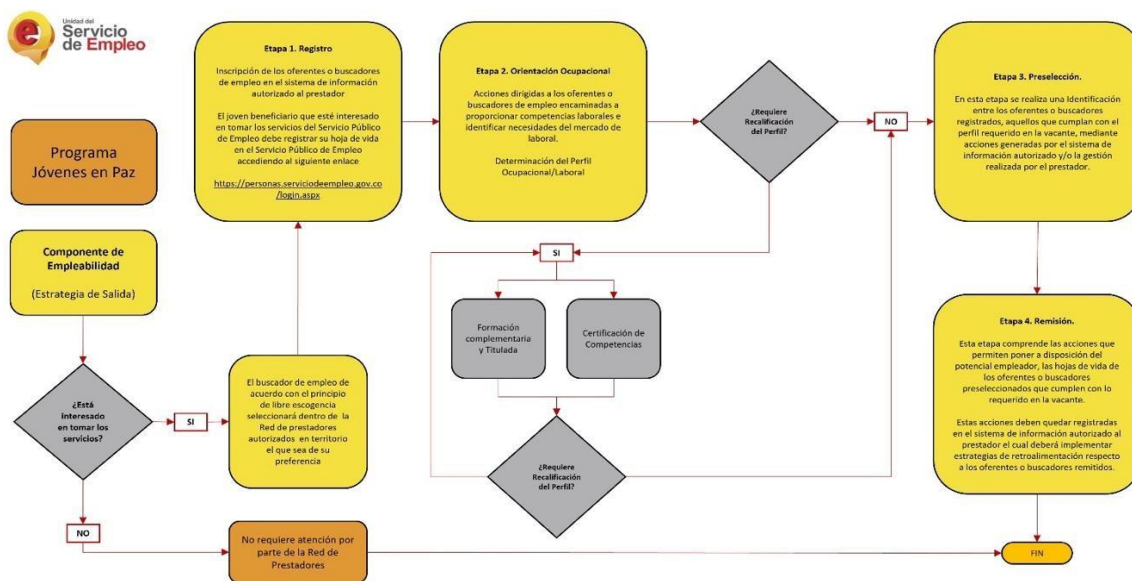 Unidad del
Servicio
de Empleo
Programa
Jóvenes en Paz
Componente de
Empleabilidad
(Estrategia de Salida)
¿Está
interesado
en tomar los
servicios?
SI
NO
El buscador de empleo de
acuerdo con el principio
de libre escogencia
seleccionará dentro de la
Red de prestadores
autorizados en territorio
el que sea de su
preferencia
No requiere atención por
parte de la Red de
Prestadores
Etapa 1. Registro
Inscripción de los oferentes o buscadores
de empleo en el sistema de información
autorizado al prestador
El joven beneficiario que esté interesado
en tomar los servicios del Servicio Público
de Empleo debe registrar su hoja de vida
en el Servicio Público de Empleo
accediendo al siguiente enlace
https://personas.serviciodeempleo.gov.co
/login.aspx
Etapa 2. Orientación Ocupacional
Acciones dirigidas a los oferentes o
buscadores de empleo encaminadas a
proporcionar competencias laborales e
identificar necesidades del mercado de
laboral.
Determinación del Perfil
Ocupacional/Laboral
¿Requiere
Recalificación
del Perfil?
NO
SI
Formación
complementaria
y Titulada
Certificación de
Competencias
¿Requiere
Recalificación
del Perfil?
Etapa 3. Preselección.
En esta etapa se realiza una Identificación
entre los oferentes o buscadores
registrados, aquellos que cumplan con el
perfil requerido en la vacante, mediante
acciones generadas por el sistema de
información autorizado y/o la gestión
realizada por el prestador.
Etapa 4. Remisión.
Esta etapa comprende las acciones que
permiten poner a disposición del
potencial empleador, las hojas de vida de
los oferentes o buscadores
preseleccionados que cumplen con lo
requerido en la vacante.
Estas acciones deben quedar registradas
en el sistema de información autorizado al
prestador el cual deberá implementar
estrategias de retroalimentación respecto
a los oferentes o buscadores remitidos.
FIN